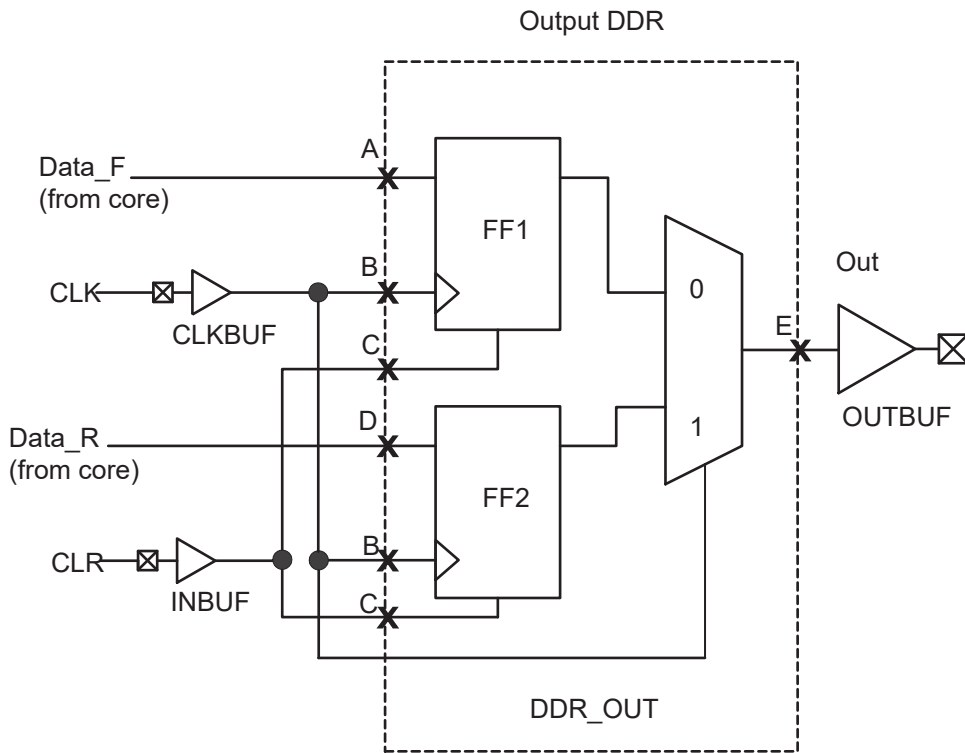 Output DDR
A
Data_F
(from core)
FF1
B
CLK
CLKBUF
0
Out
C
E
OUTBUF
D
Data_R
(from core)
1
FF2
B
CLR
INBUF
C
DDR_OUT